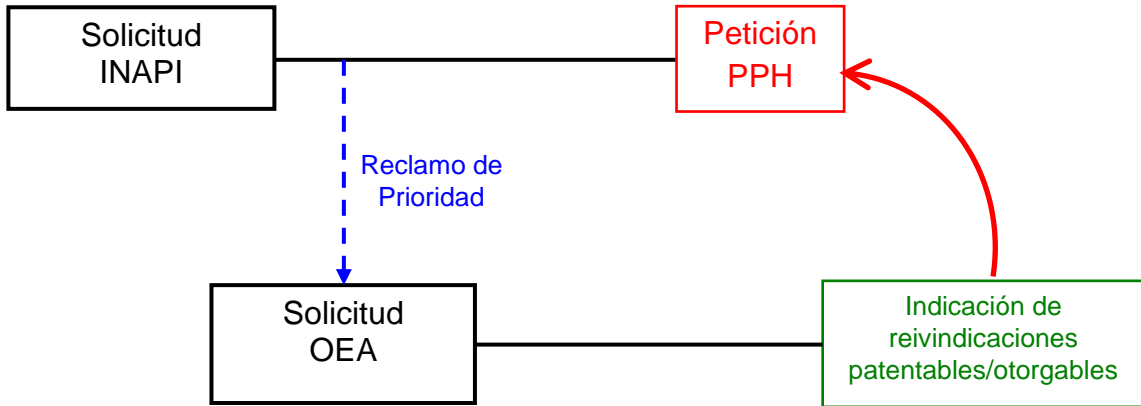 Solicitud
INAPI
Petición
PPH
Reclamo de
Prioridad
Solicitud
OEA
Indicación de
reivindicaciones
patentables/otorgables